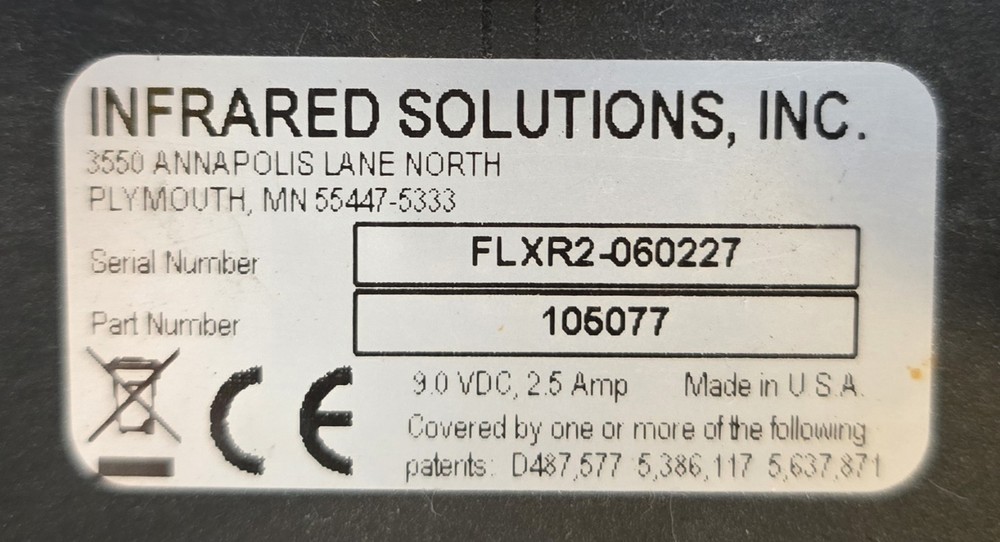 INFRARED SOLUTIONS, INC.
3550 ANNAPOLIS LANE NORTH
PLYMOUTH, MN 55447-5333
Serial Number FLXR2-060227
Part Number 105077
CE
9.0 VDC, 2.5 Amp Made in U.S.A.
Covered by one or more of the following
patents: D487,577 5,386,117 5,637,871